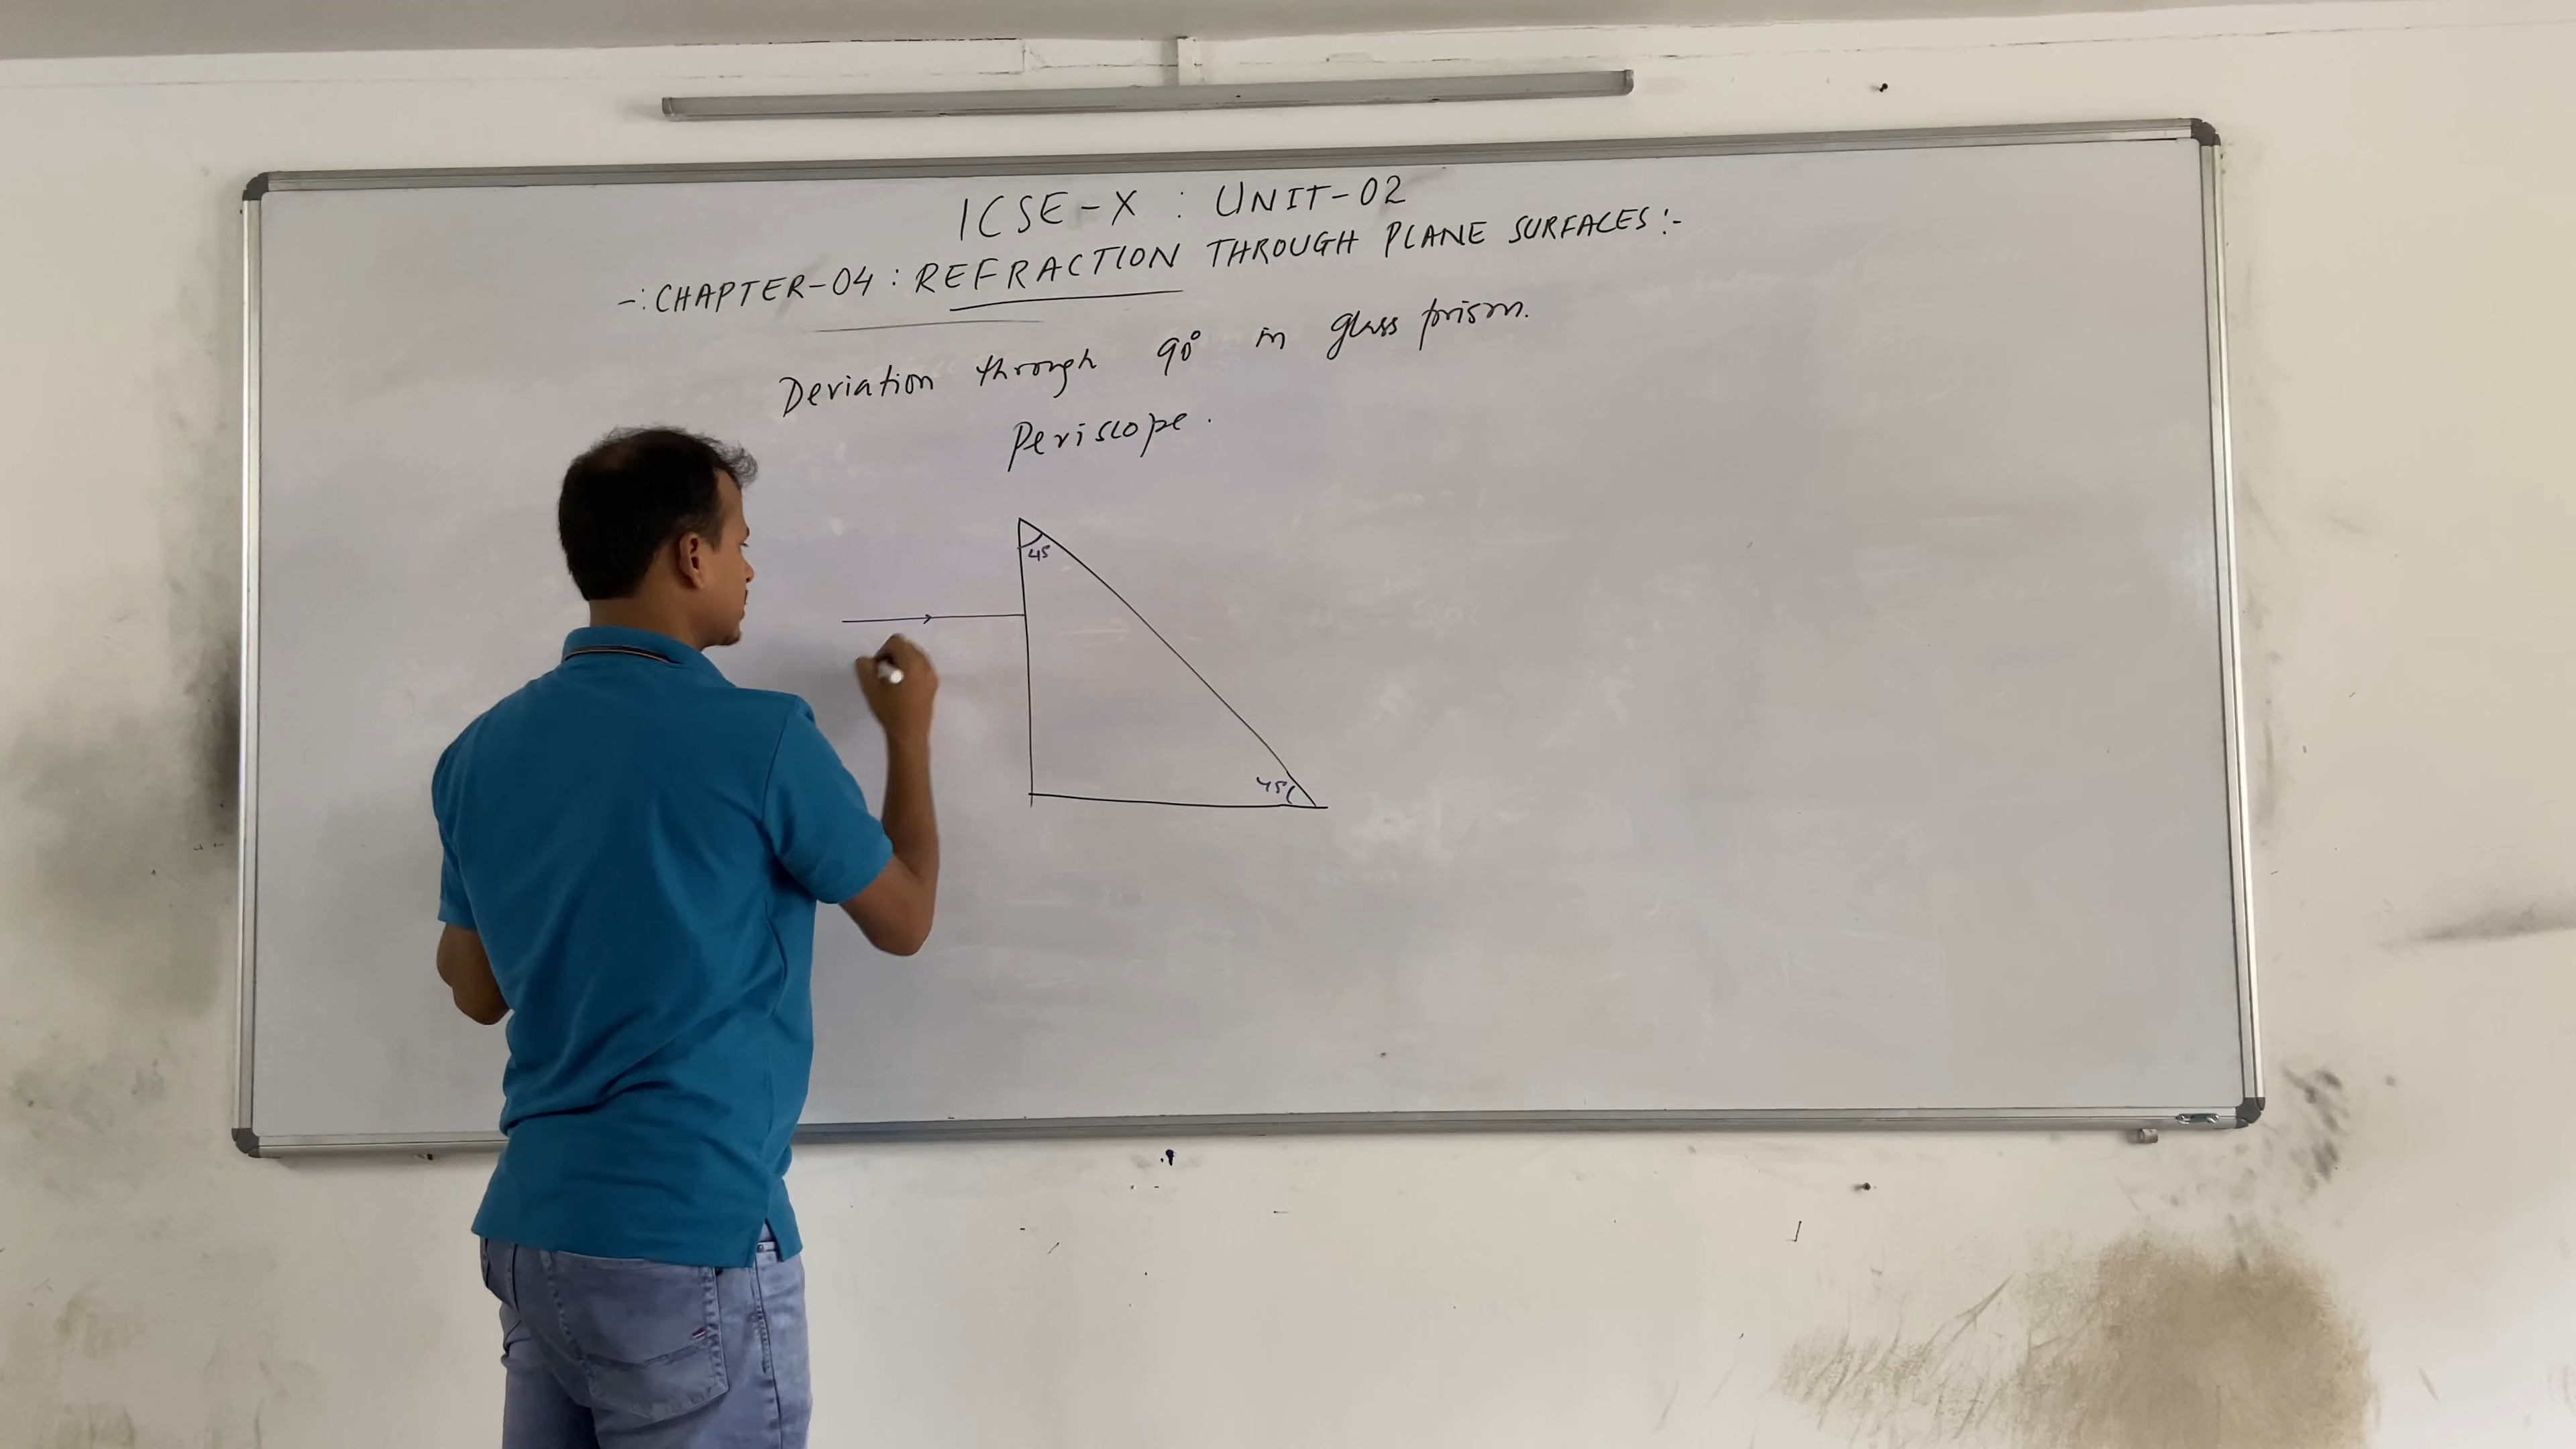 ICSE-X : UNIT-02
-: CHAPTER-04 : REFRACTION THROUGH PLANE SURFACES :-
Deviation through 90° in glass prism.
Periscope.
45
45